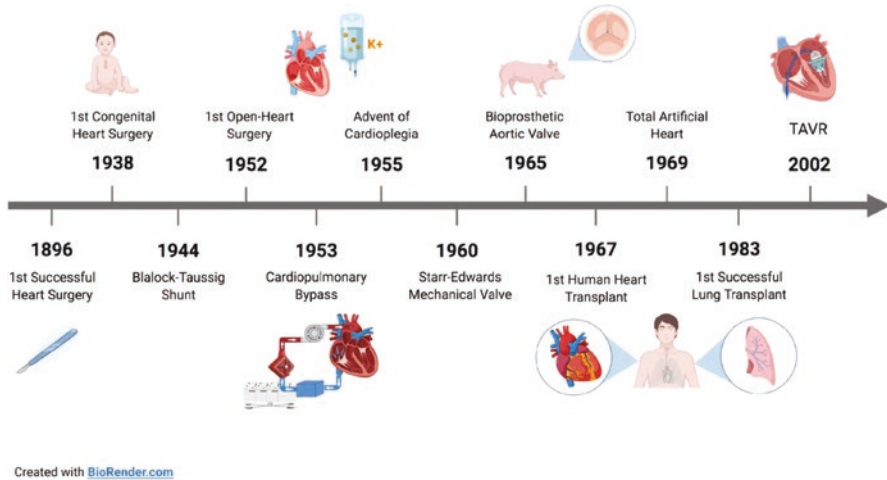 K+
1st Congenital
Heart Surgery
1938
1st Open-Heart
Surgery
1952
Advent of
Cardioplegia
1955
Bioprosthetic
Aortic Valve
1965
Total Artificial
Heart
1969
TAVR
2002
1896
1st Successful
Heart Surgery
1944
Blalock-Taussig
Shunt
1953
Cardiopulmonary
Bypass
1960
Starr-Edwards
Mechanical Valve
1967
1st Human Heart
Transplant
1983
1st Successful
Lung Transplant
Created with BioRender.com